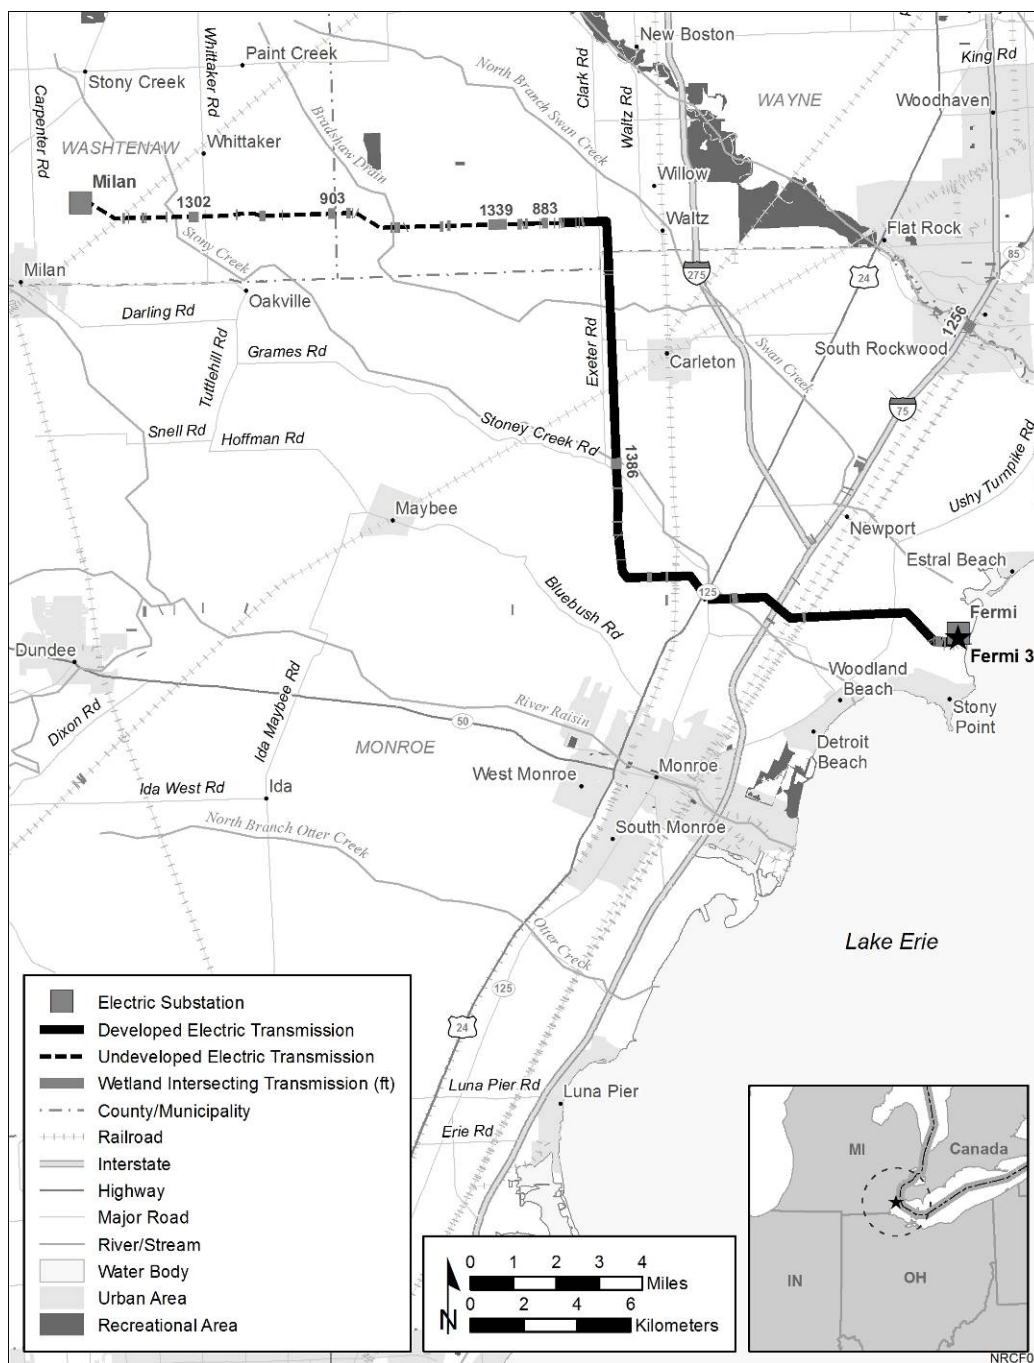 New Boston
King Rd
Paint Creek
Stony Creek
Whittaker Rd
Clark Rd
Waltz Rd
North Branch Swan Creek
WAYNE
Woodhaven
Carpenter Rd
Bradshaw Drain
WASHTENAW
Whittaker
Willow
Milan
1302
903
1339
883
Waltz
Flat Rock
Stony Creek
85
275
24
Milan
Oakville
Darling Rd
1256
South Rockwood
Swan Creek
Exeter Rd
Tuttlehill Rd
Grames Rd
Carleton
75
Snell Rd
Hoffman Rd
Stoney Creek Rd
1386
Ushy Turnpike Rd
Maybee
Newport
Estral Beach
Bluebush Rd
125
Fermi
Fermi 3
Dundee
Woodland
Beach
Stony
Point
Dixon Rd
Ida Maybee Rd
50
River Raisin
Detroit
Beach
MONROE
West Monroe
Monroe
Ida West Rd
Ida
North Branch Otter Creek
South Monroe
Otter Creek
Lake Erie
125
24
Luna Pier Rd
Luna Pier
Erie Rd
Electric Substation
Developed Electric Transmission
Undeveloped Electric Transmission
Wetland Intersecting Transmission (ft)
County/Municipality
Railroad
Interstate
Highway
Major Road
River/Stream
Water Body
Urban Area
Recreational Area
0 1 2 3 4
Miles
0 2 4 6
Kilometers
N
MI
Canada
IN
OH